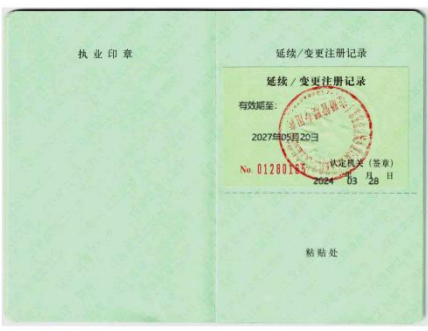 执业印章
延续/变更注册记录
延续/变更注册记录
有效期至:
2027年05月20日
认定机关(签章)
No. 01280165
2024 年 03 月 28 日
粘贴处